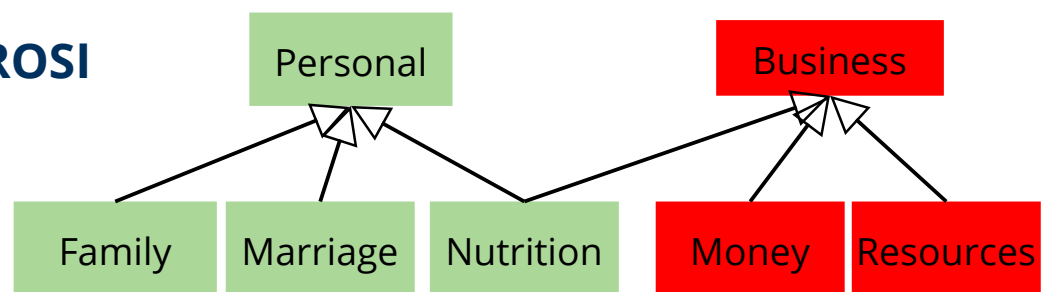 ROSI
Personal
Business
Family
Marriage
Nutrition
Money
Resources